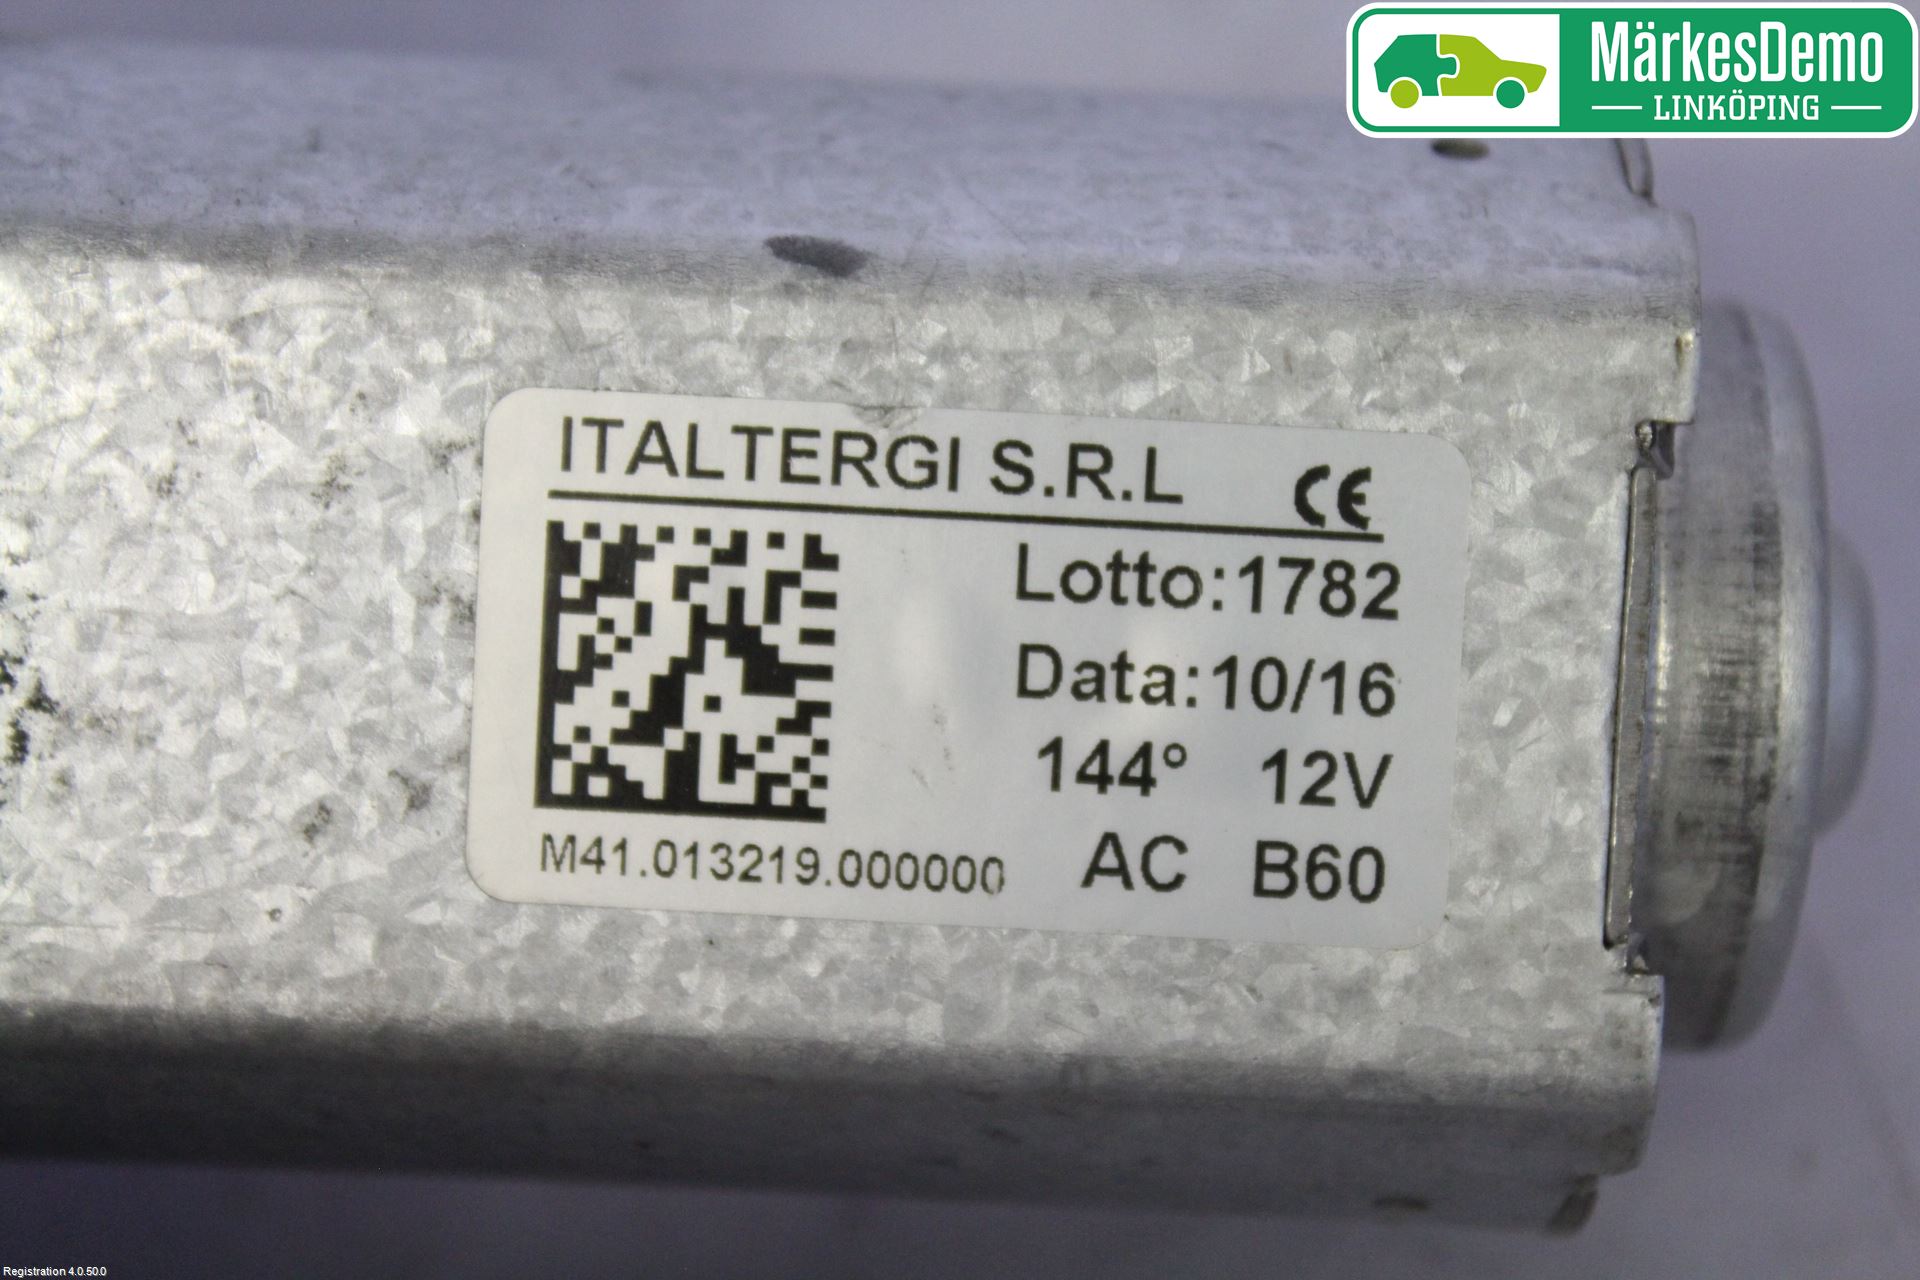 MärkesDemo
LINKÖPING
ITALTERGI S.R.L CE
Lotto:1782
Data:10/16
144° 12V
M41.013219.000000 AC B60
Registration 4.0.50.0